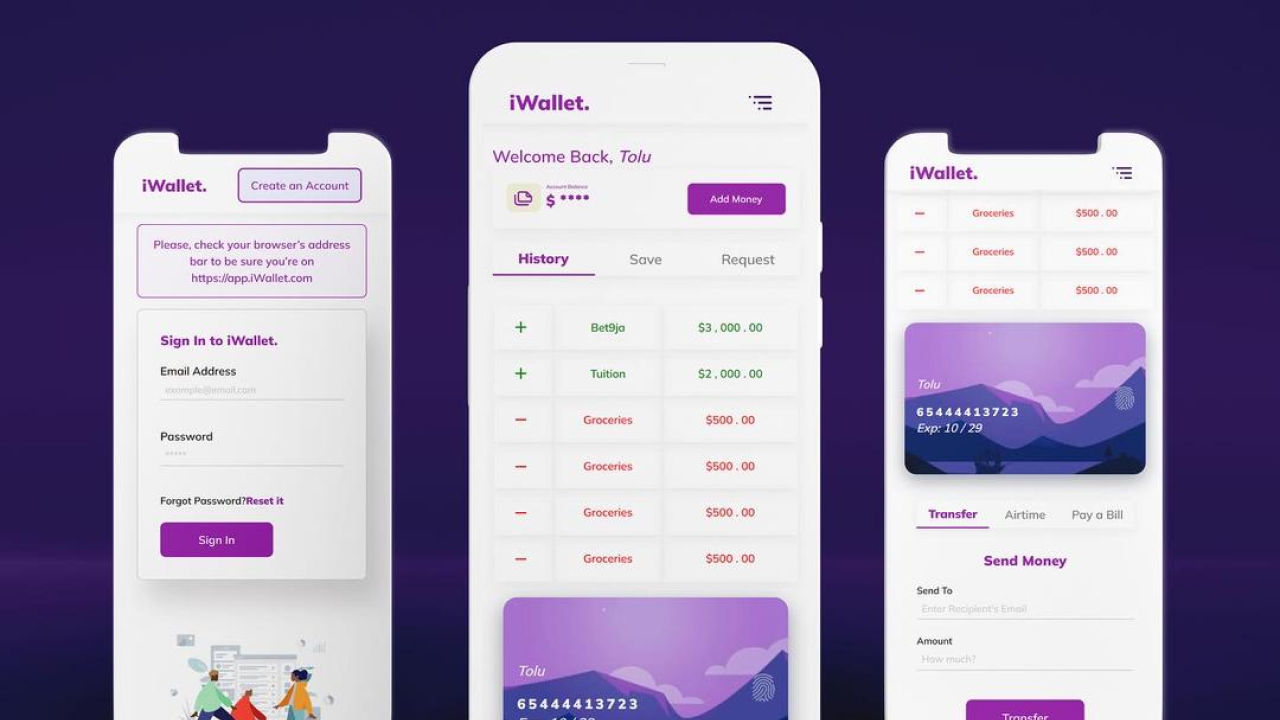 iWallet.
Create an Account
Please, check your browser's address
bar to be sure you're on
https://app.iWallet.com
Sign In to iWallet.
Email Address
example@email.com
Password
*****
Forgot Password?Reset it
Sign In
iWallet.
Welcome Back, Tolu
Account Balance
$ ****
Add Money
History Save Request
+ Bet9ja $3 , 000 . 00
+ Tuition $2 , 000 . 00
− Groceries $500 . 00
− Groceries $500 . 00
− Groceries $500 . 00
− Groceries $500 . 00
Tolu
65444413723
Exp: 10 / 29
iWallet.
− Groceries $500 . 00
− Groceries $500 . 00
− Groceries $500 . 00
Tolu
65444413723
Exp: 10 / 29
Transfer Airtime Pay a Bill
Send Money
Send To
Enter Recipient's Email
Amount
How much?
Transfer